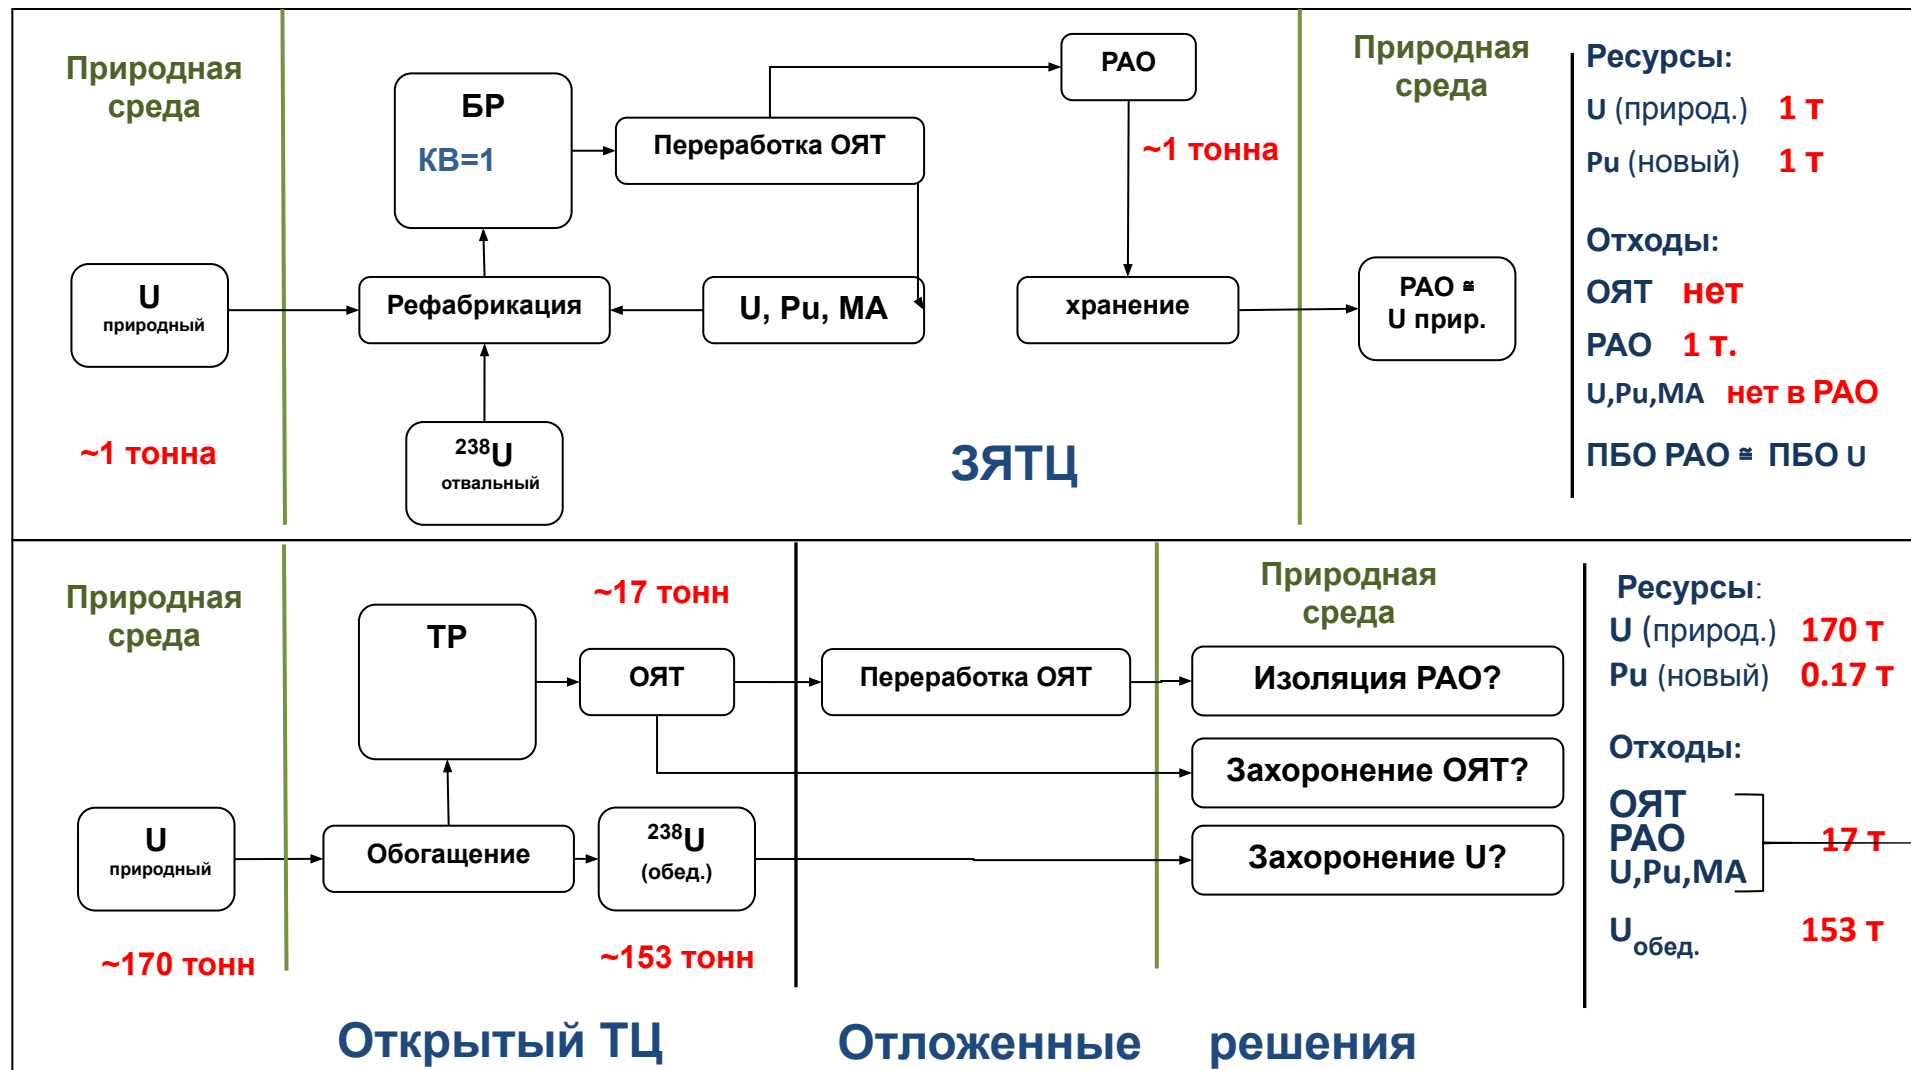 Природная
среда
БР
КВ=1
Переработка ОЯТ
РАО
~1 тонна
Природная
среда
U
природный
Рефабрикация
U, Pu, МА
хранение
РАО ≅
U прир.
~1 тонна
238U
отвальный
ЗЯТЦ
Ресурсы:
U (природ.) 1 т
Pu (новый) 1 т
Отходы:
ОЯТ нет
РАО 1 т.
U,Pu,МА нет в РАО
ПБО РАО ≅ ПБО U
Природная
среда
ТР
~17 тонн
ОЯТ
Переработка ОЯТ
Природная
среда
Изоляция РАО?
Захоронение ОЯТ?
U
природный
Обогащение
238U
(обед.)
Захоронение U?
~170 тонн
~153 тонн
Открытый ТЦ
Отложенные решения
Ресурсы:
U (природ.) 170 т
Pu (новый) 0.17 т
Отходы:
ОЯТ
РАО 17 т
U,Pu,МА
Uобед. 153 т